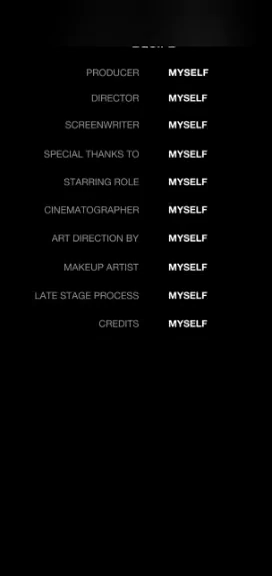 PRODUCER MYSELF
DIRECTOR MYSELF
SCREENWRITER MYSELF
SPECIAL THANKS TO MYSELF
STARRING ROLE MYSELF
CINEMATOGRAPHER MYSELF
ART DIRECTION BY MYSELF
MAKEUP ARTIST MYSELF
LATE STAGE PROCESS MYSELF
CREDITS MYSELF